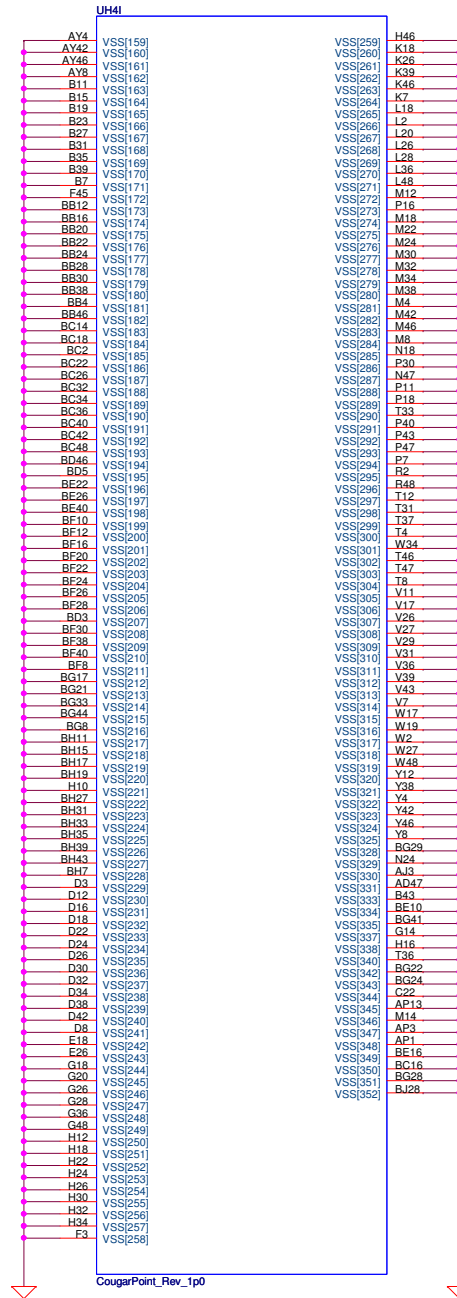 UH4I
AY4 VSS[159] VSS[259] H46
AY42 VSS[160] VSS[260] K18
AY46 VSS[161] VSS[261] K26
AY8 VSS[162] VSS[262] K39
B11 VSS[163] VSS[263] K46
B15 VSS[164] VSS[264] K7
B19 VSS[165] VSS[265] L18
B23 VSS[166] VSS[266] L2
B27 VSS[167] VSS[267] L20
B31 VSS[168] VSS[268] L26
B35 VSS[169] VSS[269] L28
B39 VSS[170] VSS[270] L36
B7 VSS[171] VSS[271] L48
F45 VSS[172] VSS[272] M12
BB12 VSS[173] VSS[273] P16
BB16 VSS[174] VSS[274] M18
BB20 VSS[175] VSS[275] M22
BB22 VSS[176] VSS[276] M24
BB24 VSS[177] VSS[277] M30
BB28 VSS[178] VSS[278] M32
BB30 VSS[179] VSS[279] M34
BB38 VSS[180] VSS[280] M38
BB4 VSS[181] VSS[281] M4
BB46 VSS[182] VSS[282] M42
BC14 VSS[183] VSS[283] M46
BC18 VSS[184] VSS[284] M8
BC2 VSS[185] VSS[285] N18
BC22 VSS[186] VSS[286] P30
BC26 VSS[187] VSS[287] N47
BC32 VSS[188] VSS[288] P11
BC34 VSS[189] VSS[289] P18
BC36 VSS[190] VSS[290] T33
BC40 VSS[191] VSS[291] P40
BC42 VSS[192] VSS[292] P43
BC48 VSS[193] VSS[293] P47
BD46 VSS[194] VSS[294] P7
BD5 VSS[195] VSS[295] R2
BE22 VSS[196] VSS[296] R48
BE26 VSS[197] VSS[297] T12
BE40 VSS[198] VSS[298] T31
BF10 VSS[199] VSS[299] T37
BF12 VSS[200] VSS[300] T4
BF16 VSS[201] VSS[301] W34
BF20 VSS[202] VSS[302] T46
BF22 VSS[203] VSS[303] T47
BF24 VSS[204] VSS[304] T8
BF26 VSS[205] VSS[305] V11
BF28 VSS[206] VSS[306] V17
BD3 VSS[207] VSS[307] V26
BF30 VSS[208] VSS[308] V27
BF38 VSS[209] VSS[309] V29
BF40 VSS[210] VSS[310] V31
BF8 VSS[211] VSS[311] V36
BG17 VSS[212] VSS[312] V39
BG21 VSS[213] VSS[313] V43
BG33 VSS[214] VSS[314] V7
BG44 VSS[215] VSS[315] W17
BG8 VSS[216] VSS[316] W19
BH11 VSS[217] VSS[317] W2
BH15 VSS[218] VSS[318] W27
BH17 VSS[219] VSS[319] W48
BH19 VSS[220] VSS[320] Y12
H10 VSS[221] VSS[321] Y38
BH27 VSS[222] VSS[322] Y4
BH31 VSS[223] VSS[323] Y42
BH33 VSS[224] VSS[324] Y46
BH35 VSS[225] VSS[325] Y8
BH39 VSS[226] VSS[328] BG29
BH43 VSS[227] VSS[329] N24
BH7 VSS[228] VSS[330] AJ3
D3 VSS[229] VSS[331] AD47
D12 VSS[230] VSS[333] B43
D16 VSS[231] VSS[334] BE10
D18 VSS[232] VSS[335] BG41
D22 VSS[233] VSS[337] G14
D24 VSS[234] VSS[338] H16
D26 VSS[235] VSS[340] T36
D30 VSS[236] VSS[342] BG22
D32 VSS[237] VSS[343] BG24
D34 VSS[238] VSS[344] C22
D38 VSS[239] VSS[345] AP13
D42 VSS[240] VSS[346] M14
D8 VSS[241] VSS[347] AP3
E18 VSS[242] VSS[348] AP1
E26 VSS[243] VSS[349] BE16
G18 VSS[244] VSS[350] BC16
G20 VSS[245] VSS[351] BG28
G26 VSS[246] VSS[352] BJ28
G28 VSS[247]
G36 VSS[248]
G48 VSS[249]
H12 VSS[250]
H18 VSS[251]
H22 VSS[252]
H24 VSS[253]
H26 VSS[254]
H30 VSS[255]
H32 VSS[256]
H34 VSS[257]
F3 VSS[258]
CougarPoint_Rev_1p0